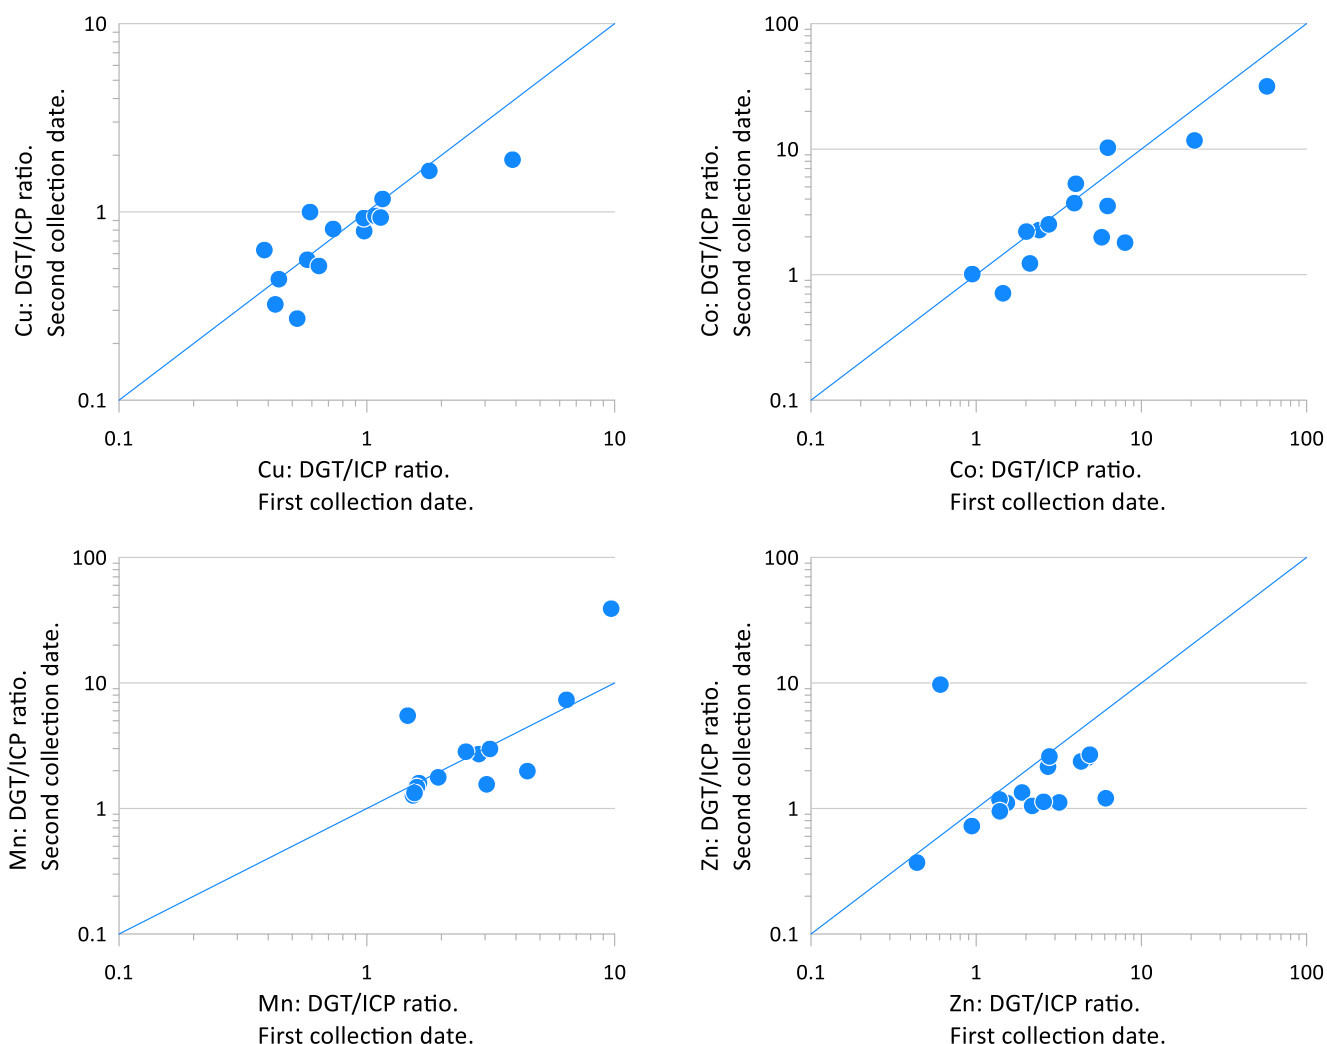 10
1
0.1
0.1
1
10
Cu: DGT/ICP ratio.
Second collection date.
Cu: DGT/ICP ratio.
First collection date.
100
10
1
0.1
0.1
1
10
100
Co: DGT/ICP ratio.
Second collection date.
Co: DGT/ICP ratio.
First collection date.
100
10
1
0.1
0.1
1
10
Mn: DGT/ICP ratio.
Second collection date.
Mn: DGT/ICP ratio.
First collection date.
100
10
1
0.1
0.1
1
10
100
Zn: DGT/ICP ratio.
Second collection date.
Zn: DGT/ICP ratio.
First collection date.